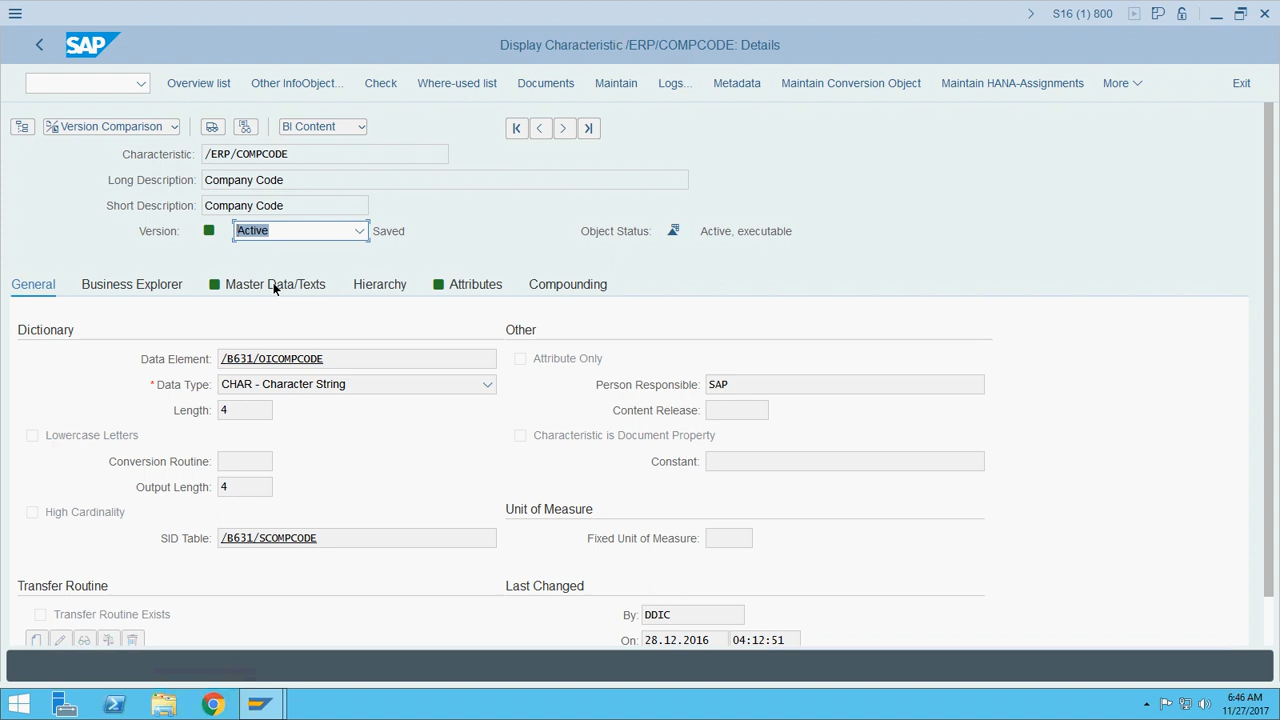 S16 (1) 800
SAP
Display Characteristic /ERP/COMPCODE: Details
Overview list Other InfoObject... Check Where-used list Documents Maintain Logs... Metadata Maintain Conversion Object Maintain HANA-Assignments More Exit
Version Comparison BI Content
Characteristic: /ERP/COMPCODE
Long Description: Company Code
Short Description: Company Code
Version: Active Saved Object Status: Active, executable
General Business Explorer Master Data/Texts Hierarchy Attributes Compounding
Dictionary Other
Data Element: /B631/OICOMPCODE Attribute Only
* Data Type: CHAR - Character String Person Responsible: SAP
Length: 4 Content Release:
Lowercase Letters Characteristic is Document Property
Conversion Routine: Constant:
Output Length: 4
High Cardinality Unit of Measure
SID Table: /B631/SCOMPCODE Fixed Unit of Measure:
Transfer Routine Last Changed
Transfer Routine Exists By: DDIC
On: 28.12.2016 04:12:51
6:46 AM
11/27/2017